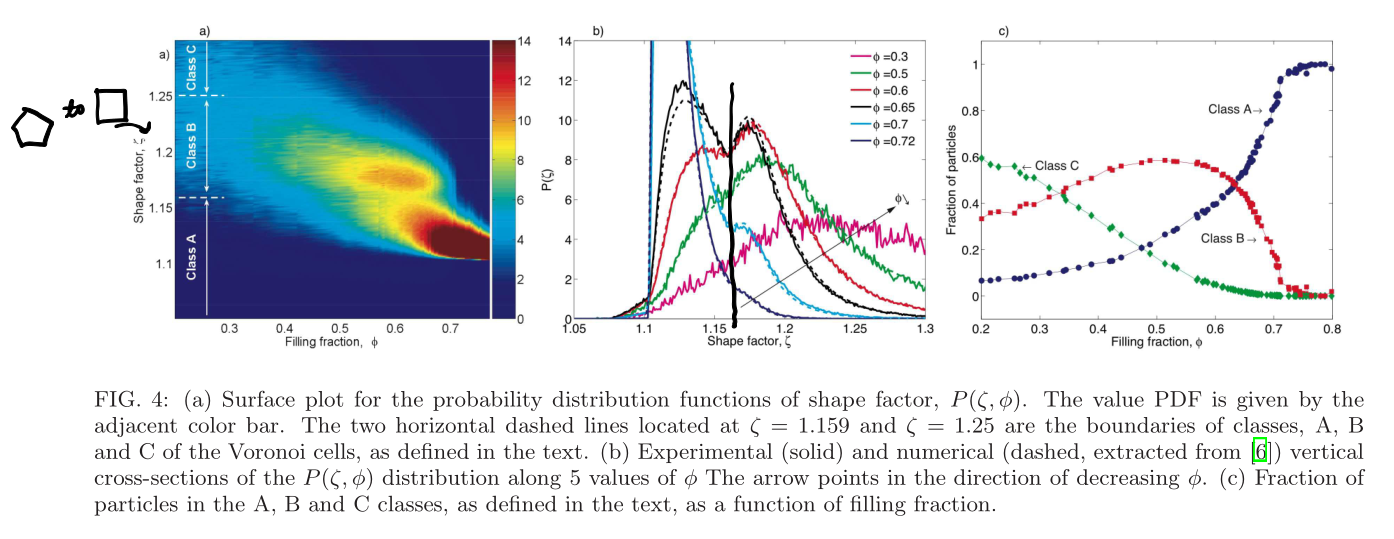 a)
a)
Class C
Class B
Class A
to
1.25
1.2
1.15
1.1
Shape factor, ζ
0.3 0.4 0.5 0.6 0.7
Filling fraction, ϕ
14
12
10
8
6
4
2
0
b)
14
12
10
8
6
4
2
0
P(ζ)
ϕ =0.3
ϕ =0.5
ϕ =0.6
ϕ =0.65
ϕ =0.7
ϕ =0.72
ϕ↘
1.05 1.1 1.15 1.2 1.25 1.3
Shape factor, ζ
c)
1
0.8
0.6
0.4
0.2
0
Fraction of particles
Class A→
←Class C
Class B→
0.2 0.3 0.4 0.5 0.6 0.7 0.8
Filling fraction, ϕ
FIG. 4: (a) Surface plot for the probability distribution functions of shape factor, P(ζ, ϕ). The value PDF is given by the
adjacent color bar. The two horizontal dashed lines located at ζ = 1.159 and ζ = 1.25 are the boundaries of classes, A, B
and C of the Voronoi cells, as defined in the text. (b) Experimental (solid) and numerical (dashed, extracted from [6]) vertical
cross-sections of the P(ζ, ϕ) distribution along 5 values of ϕ The arrow points in the direction of decreasing ϕ. (c) Fraction of
particles in the A, B and C classes, as defined in the text, as a function of filling fraction.